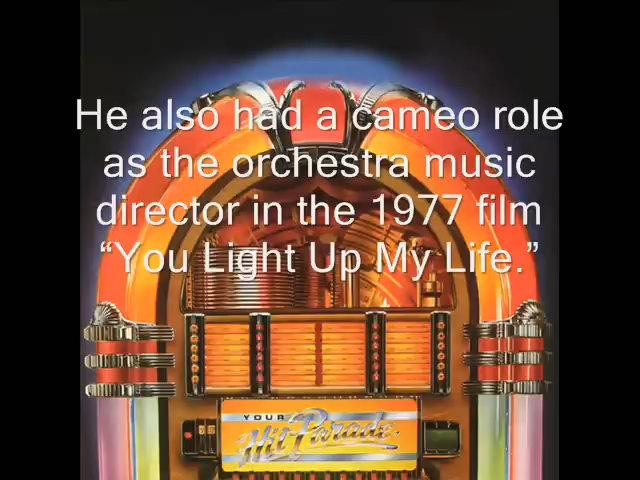 He also had a cameo role
as the orchestra music
director in the 1977 film
“You Light Up My Life.”
YOUR
Hit Parade